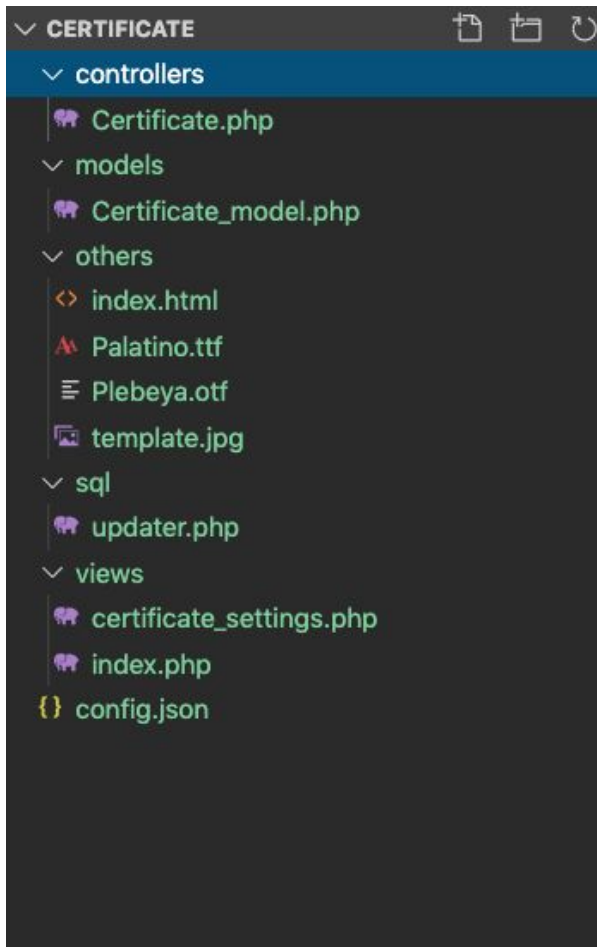 CERTIFICATE
controllers
Certificate.php
models
Certificate_model.php
others
index.html
Palatino.ttf
Plebeya.otf
template.jpg
sql
updater.php
views
certificate_settings.php
index.php
config.json